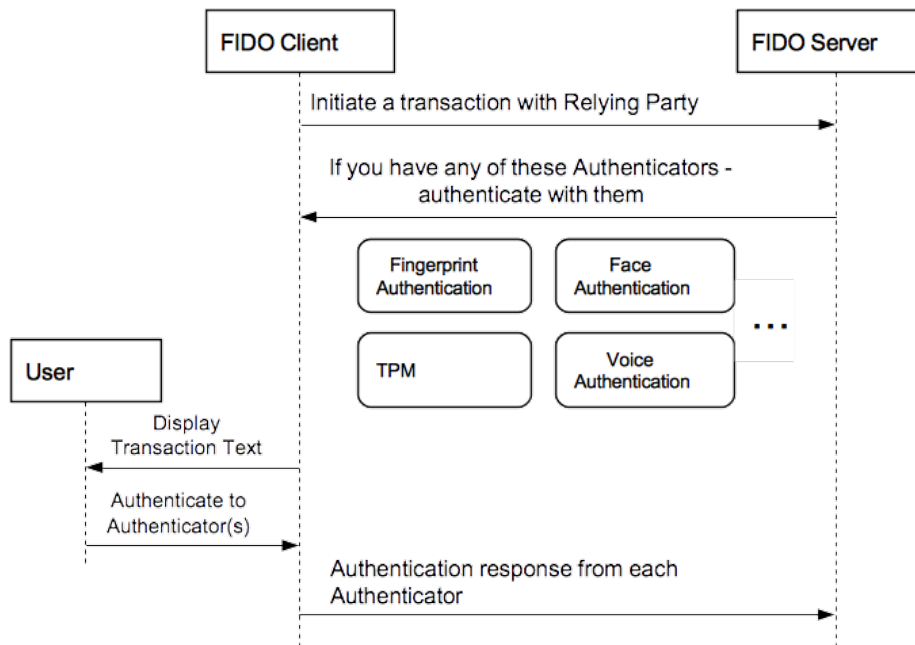 FIDO Client
FIDO Server
Initiate a transaction with Relying Party
If you have any of these Authenticators -
authenticate with them
Fingerprint
Authentication
Face
Authentication
...
TPM
Voice
Authentication
User
Display
Transaction Text
Authenticate to
Authenticator(s)
Authentication response from each
Authenticator